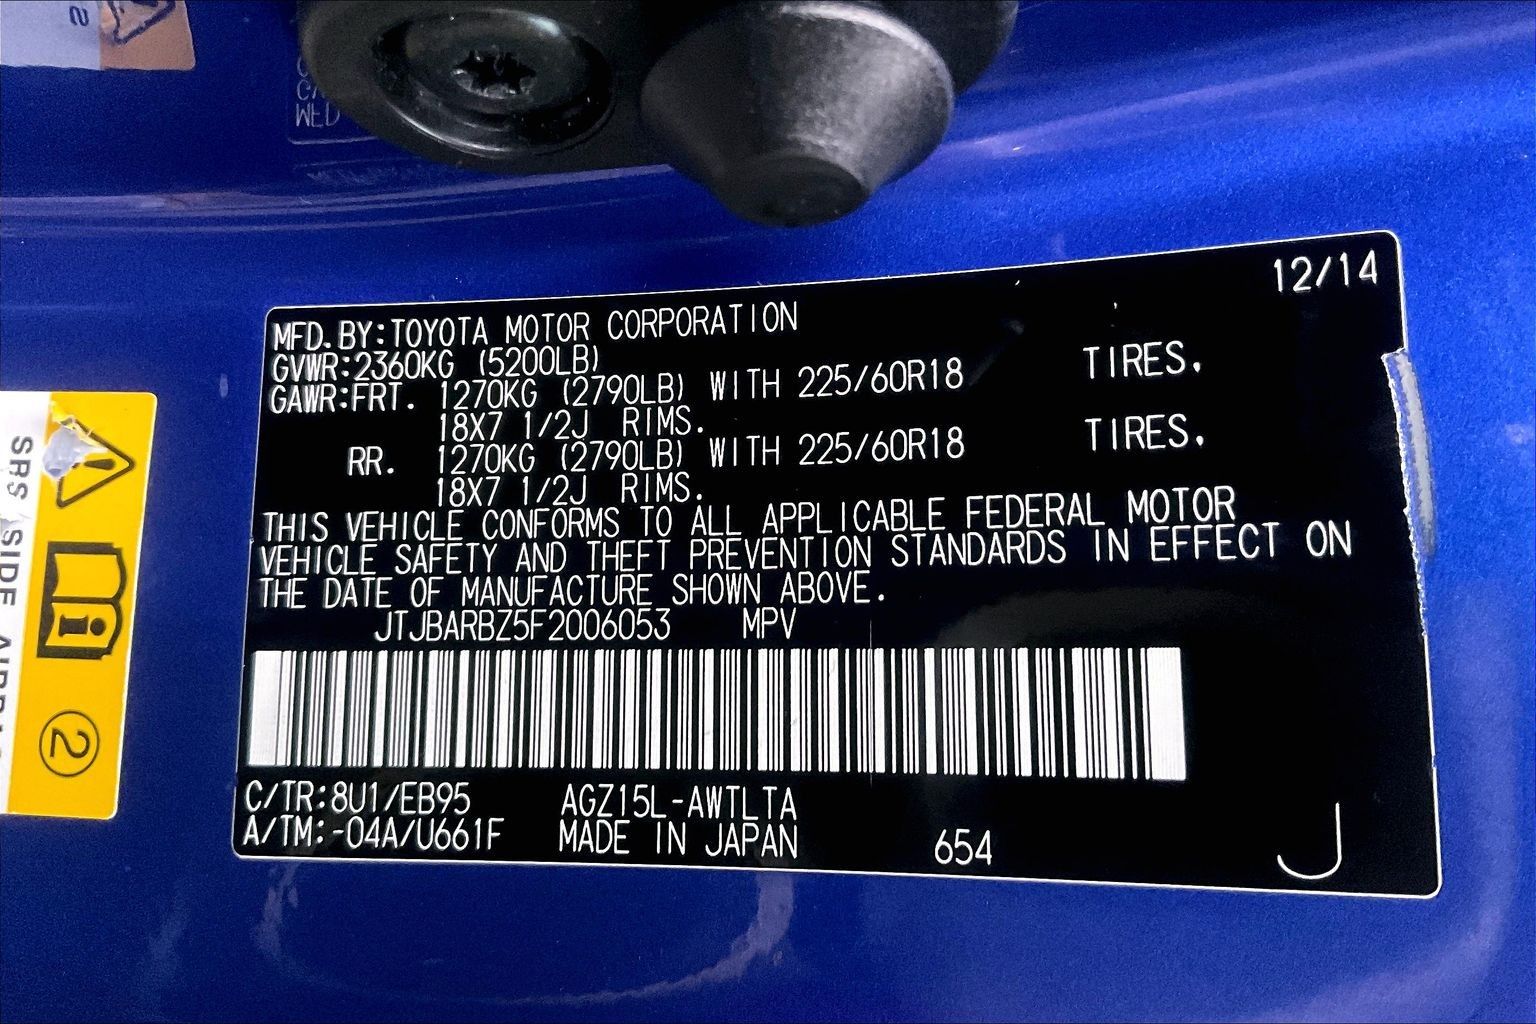 2
WED
12/14
MFD.BY:TOYOTA MOTOR CORPORATION
GVWR:2360KG (5200LB)
GAWR:FRT. 1270KG (2790LB) WITH 225/60R18 TIRES.
18X7 1/2J RIMS.
RR. 1270KG (2790LB) WITH 225/60R18 TIRES.
18X7 1/2J RIMS.
THIS VEHICLE CONFORMS TO ALL APPLICABLE FEDERAL MOTOR
VEHICLE SAFETY AND THEFT PREVENTION STANDARDS IN EFFECT ON
THE DATE OF MANUFACTURE SHOWN ABOVE.
JTJBARBZ5F2006053 MPV
C/TR:8U1/EB95 AGZ15L-AWTLTA
A/TM:-04A/U661F MADE IN JAPAN 654 J
SRS SIDE
2